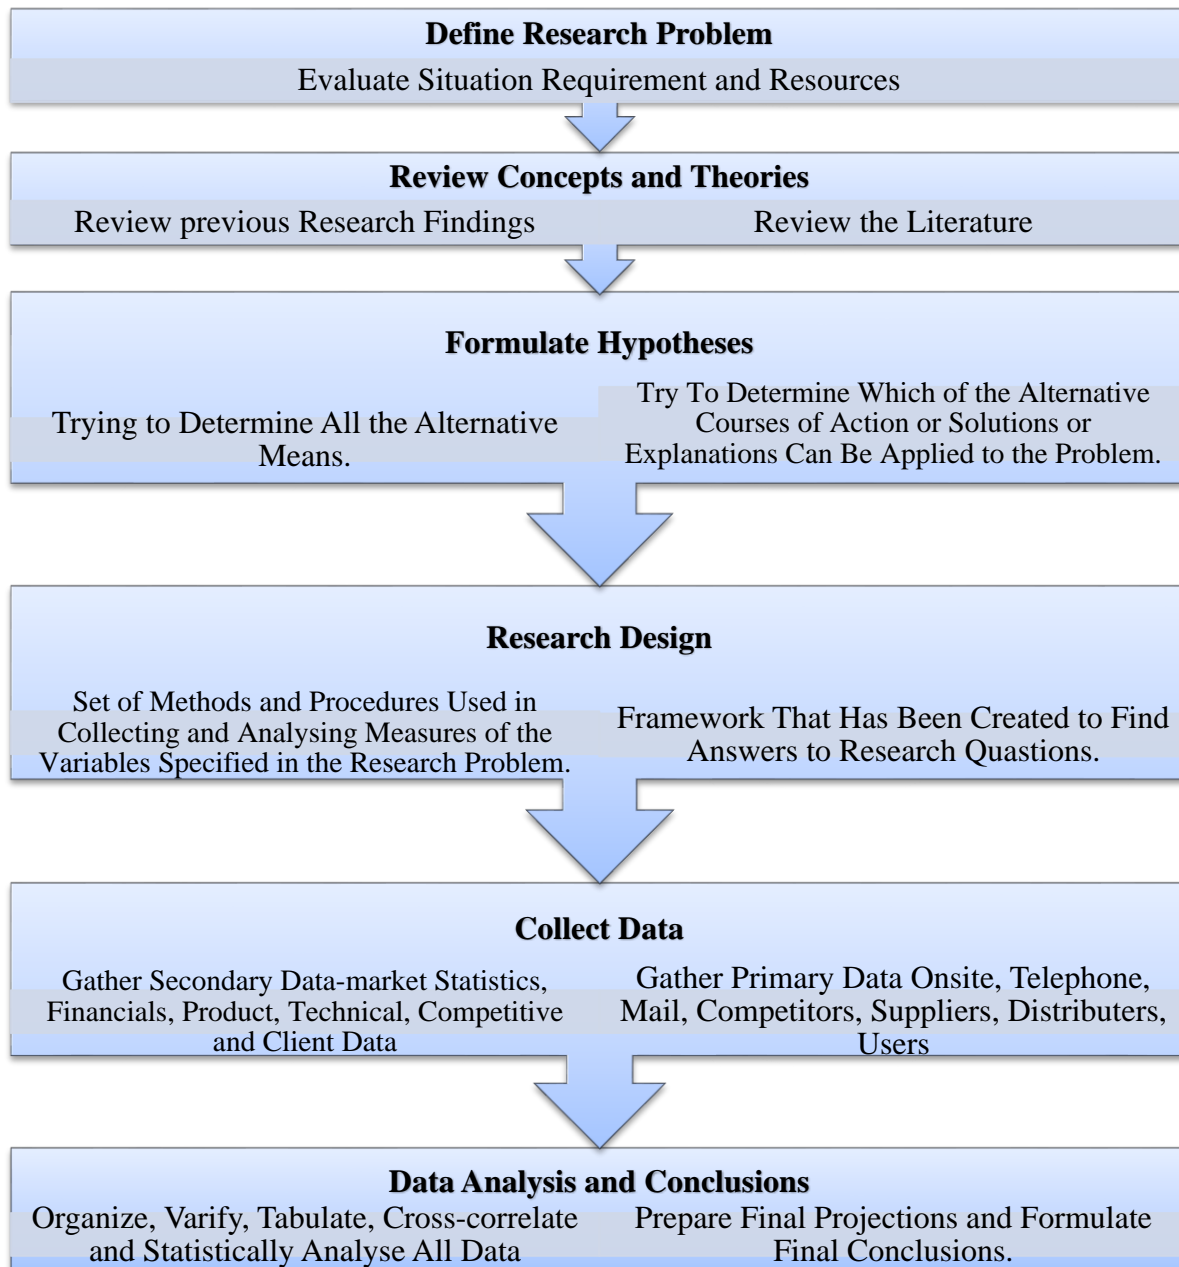 Define Research Problem
Evaluate Situation Requirement and Resources
Review Concepts and Theories
Review previous Research Findings
Review the Literature
Formulate Hypotheses
Trying to Determine All the Alternative
Means.
Try To Determine Which of the Alternative
Courses of Action or Solutions or
Explanations Can Be Applied to the Problem.
Research Design
Set of Methods and Procedures Used in
Collecting and Analysing Measures of the
Variables Specified in the Research Problem.
Framework That Has Been Created to Find
Answers to Research Quastions.
Collect Data
Gather Secondary Data-market Statistics,
Financials, Product, Technical, Competitive
and Client Data
Gather Primary Data Onsite, Telephone,
Mail, Competitors, Suppliers, Distributers,
Users
Data Analysis and Conclusions
Organize, Varify, Tabulate, Cross-correlate
and Statistically Analyse All Data
Prepare Final Projections and Formulate
Final Conclusions.